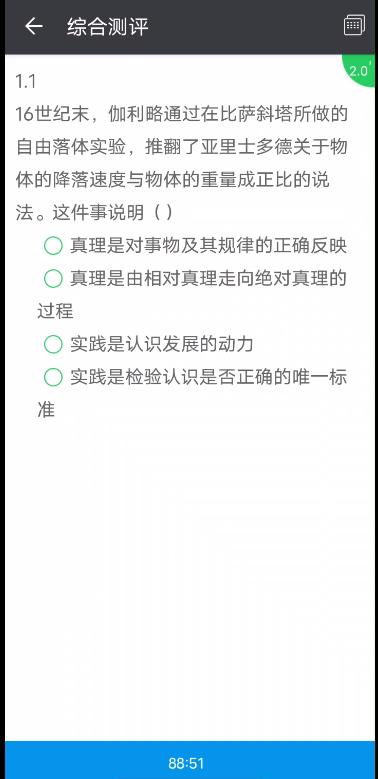 综合测评
2.0'
1.1
16世纪末，伽利略通过在比萨斜塔所做的
自由落体实验，推翻了亚里士多德关于物
体的降落速度与物体的重量成正比的说
法。这件事说明（）
真理是对事物及其规律的正确反映
真理是由相对真理走向绝对真理的
过程
实践是认识发展的动力
实践是检验认识是否正确的唯一标
准
88:51